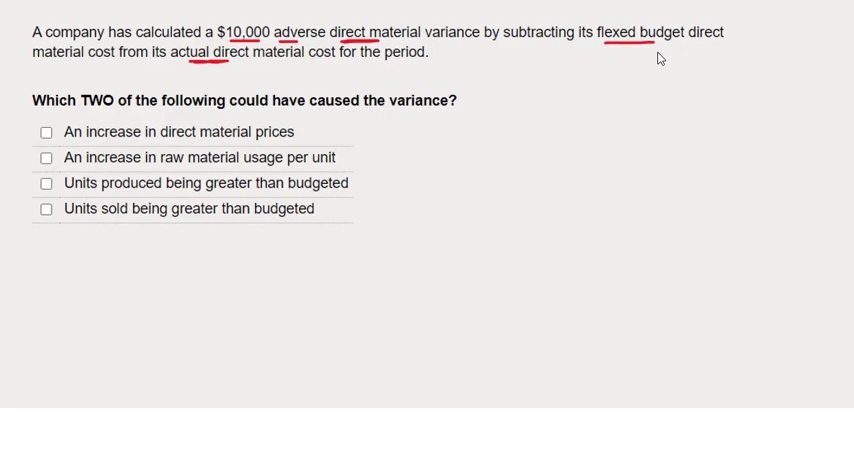 A company has calculated a $10,000 adverse direct material variance by subtracting its flexed budget direct
material cost from its actual direct material cost for the period.
Which TWO of the following could have caused the variance?
An increase in direct material prices
An increase in raw material usage per unit
Units produced being greater than budgeted
Units sold being greater than budgeted